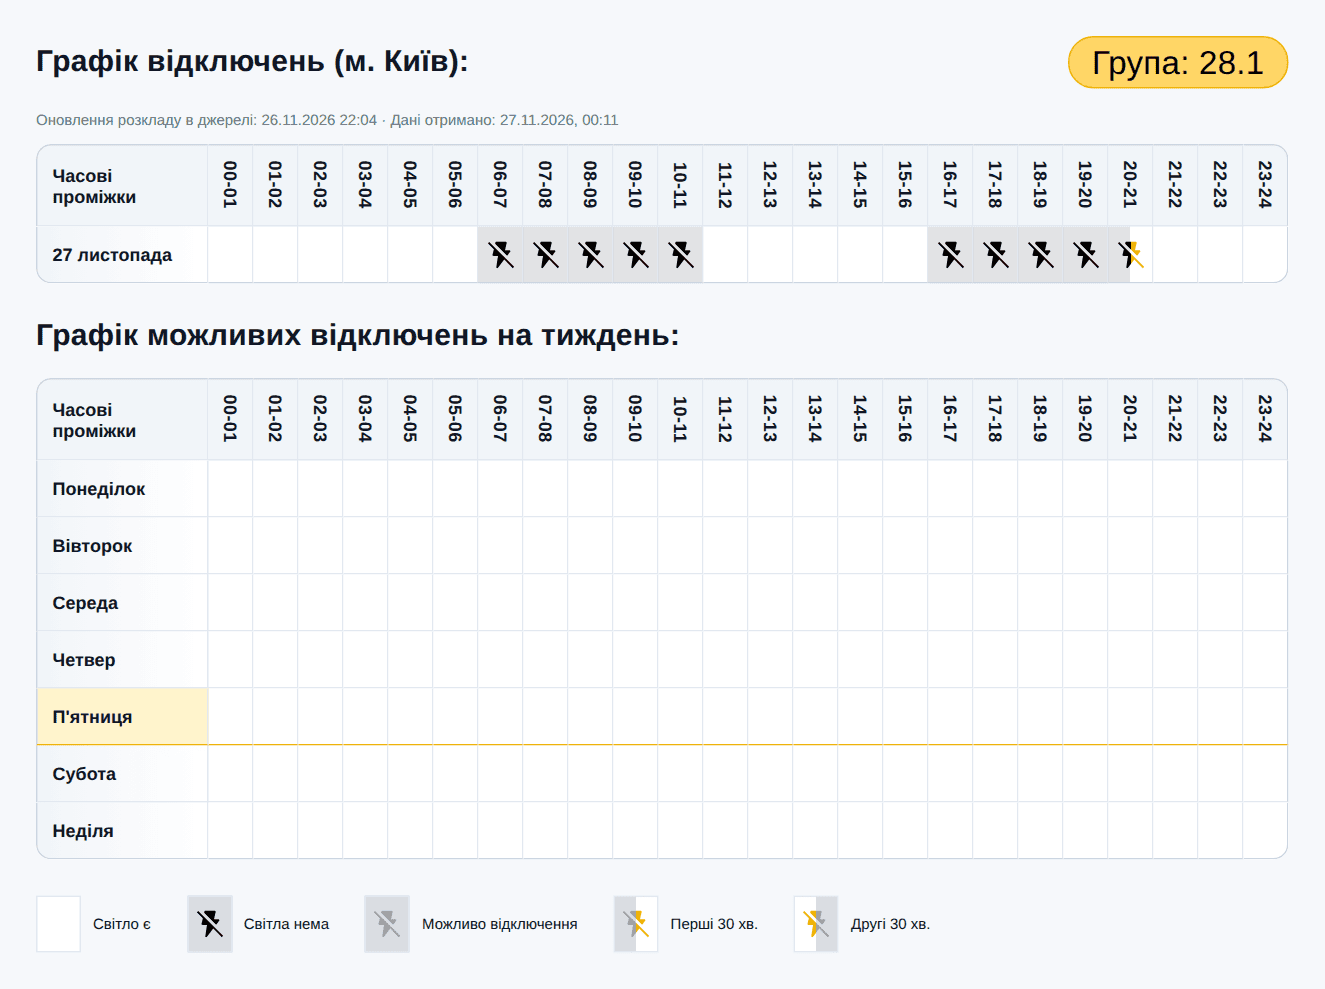 Графік відключень (м. Київ):
Група: 28.1
Оновлення розкладу в джерелі: 26.11.2026 22:04 · Дані отримано: 27.11.2026, 00:11
Часові проміжки 00-01 01-02 02-03 03-04 04-05 05-06 06-07 07-08 08-09 09-10 10-11 11-12 12-13 13-14 14-15 15-16 16-17 17-18 18-19 19-20 20-21 21-22 22-23 23-24
27 листопада
Графік можливих відключень на тиждень:
Часові проміжки 00-01 01-02 02-03 03-04 04-05 05-06 06-07 07-08 08-09 09-10 10-11 11-12 12-13 13-14 14-15 15-16 16-17 17-18 18-19 19-20 20-21 21-22 22-23 23-24
Понеділок
Вівторок
Середа
Четвер
П'ятниця
Субота
Неділя
Світло є Світла нема Можливо відключення Перші 30 хв. Другі 30 хв.